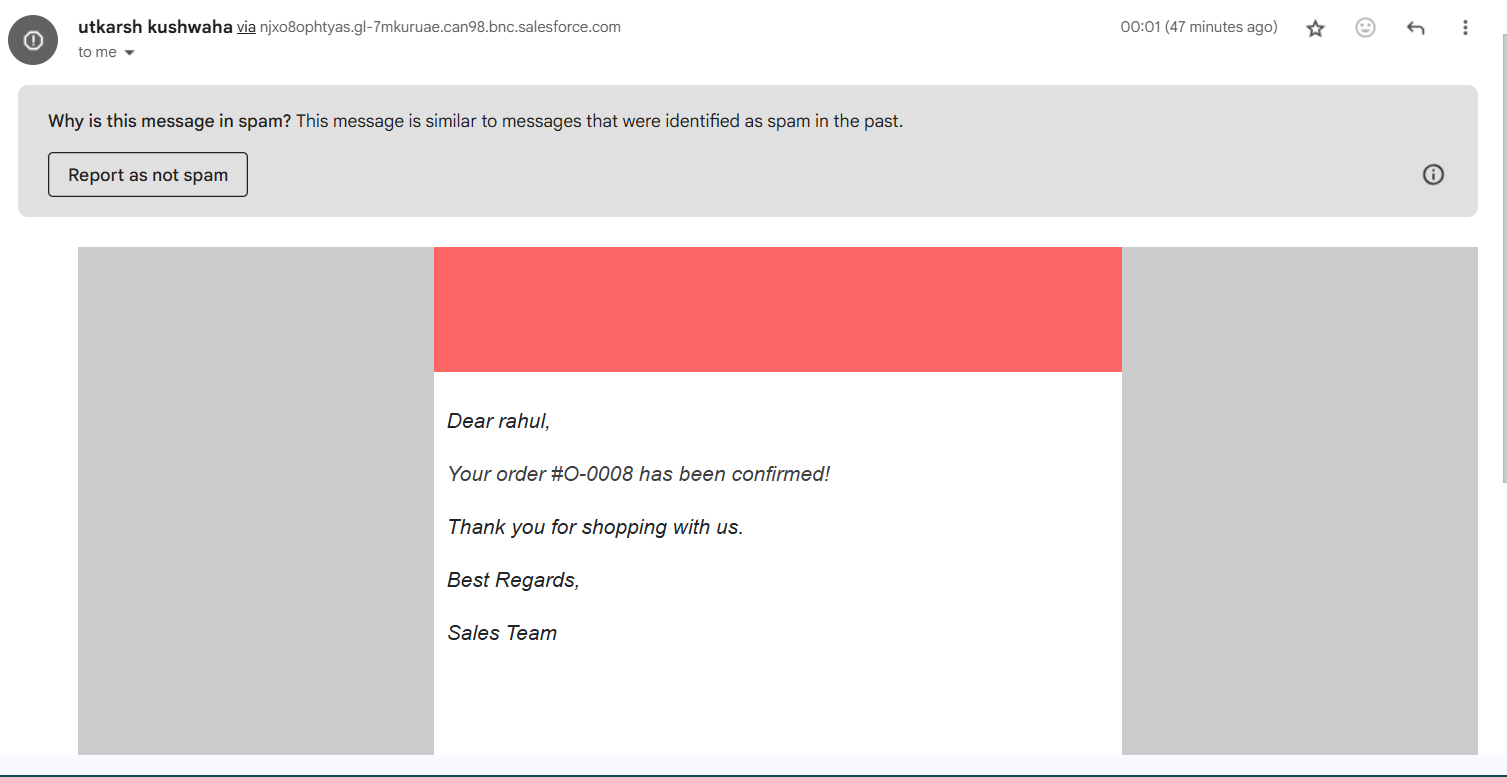 utkarsh kushwaha via njxo8ophtyas.gl-7mkuruae.can98.bnc.salesforce.com
00:01 (47 minutes ago)
to me
Why is this message in spam? This message is similar to messages that were identified as spam in the past.
Report as not spam
Dear rahul,
Your order #O-0008 has been confirmed!
Thank you for shopping with us.
Best Regards,
Sales Team